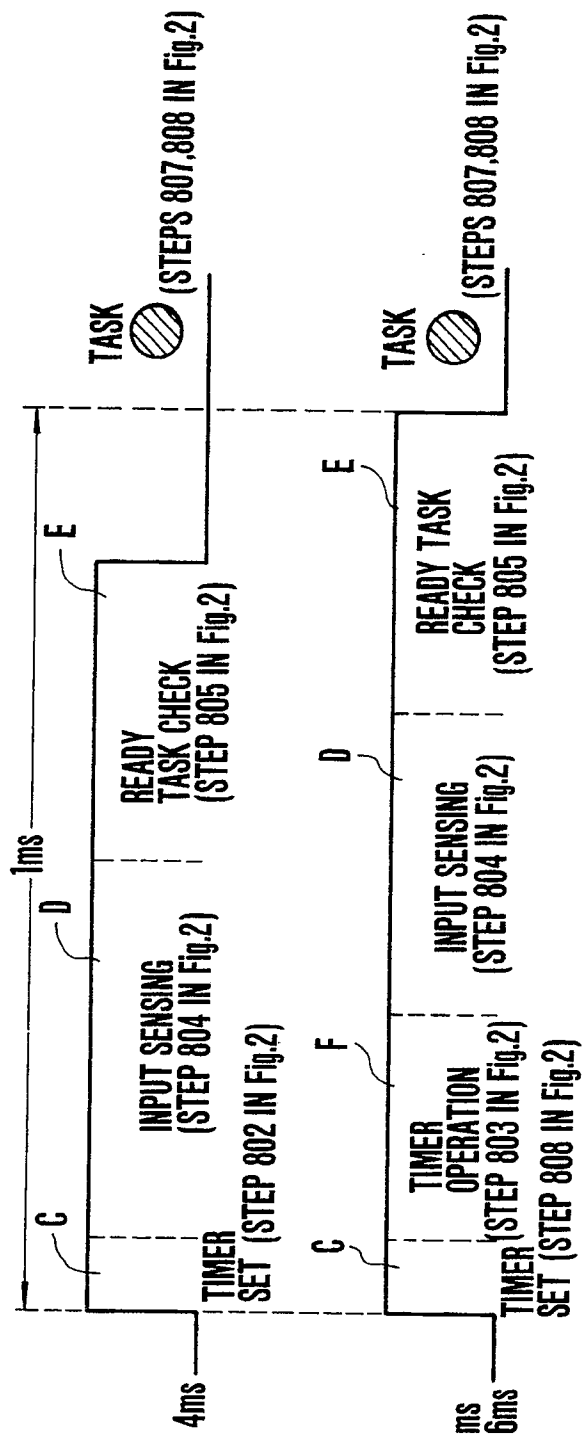 1ms
C
D
E
TIMER
SET (STEP 802 IN Fig.2)
INPUT SENSING
(STEP 804 IN Fig.2)
READY
TASK CHECK
(STEP 805 IN Fig.2)
TASK
(STEPS 807,808 IN Fig.2)
4ms
C
F
D
E
TIMER
SET (STEP 808 IN Fig.2)
TIMER
OPERATION
(STEP 803 IN Fig.2)
INPUT SENSING
(STEP 804 IN Fig.2)
READY TASK
CHECK
(STEP 805 IN Fig.2)
TASK
(STEPS 807,808 IN Fig.2)
ms
6ms